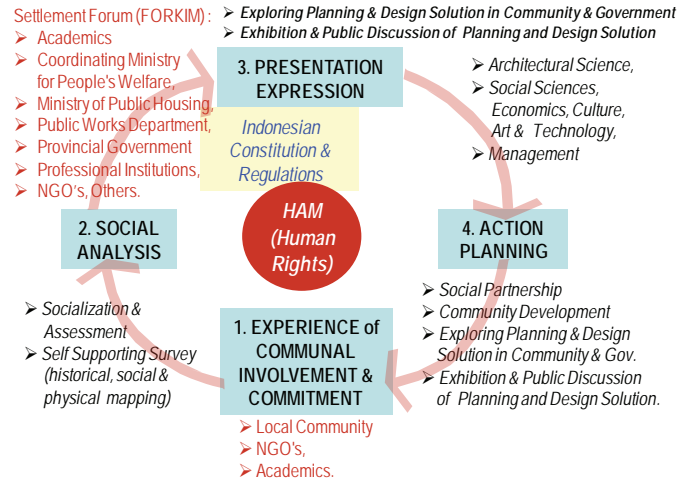 Settlement Forum (FORKIM) :
➢ Academics
➢ Coordinating Ministry
for People's Welfare,
➢ Ministry of Public Housing,
➢ Public Works Department,
➢ Provincial Government
➢ Professional Institutions,
➢ NGO's, Others.
➢ Exploring Planning & Design Solution in Community & Government
➢ Exhibition & Public Discussion of Planning and Design Solution
3. PRESENTATION
EXPRESSION
Indonesian
Constitution &
Regulations
➢ Architectural Science,
➢ Social Sciences,
Economics, Culture,
Art & Technology,
➢ Management
2. SOCIAL
ANALYSIS
HAM
(Human
Rights)
4. ACTION
PLANNING
➢ Socialization &
Assessment
➢ Self Supporting Survey
(historical, social &
physical mapping)
1. EXPERIENCE of
COMMUNAL
INVOLVEMENT &
COMMITMENT
➢ Local Community
➢ NGO's,
➢ Academics.
➢ Social Partnership
➢ Community Development
➢ Exploring Planning & Design
Solution in Community & Gov.
➢ Exhibition & Public Discussion
of Planning and Design Solution.